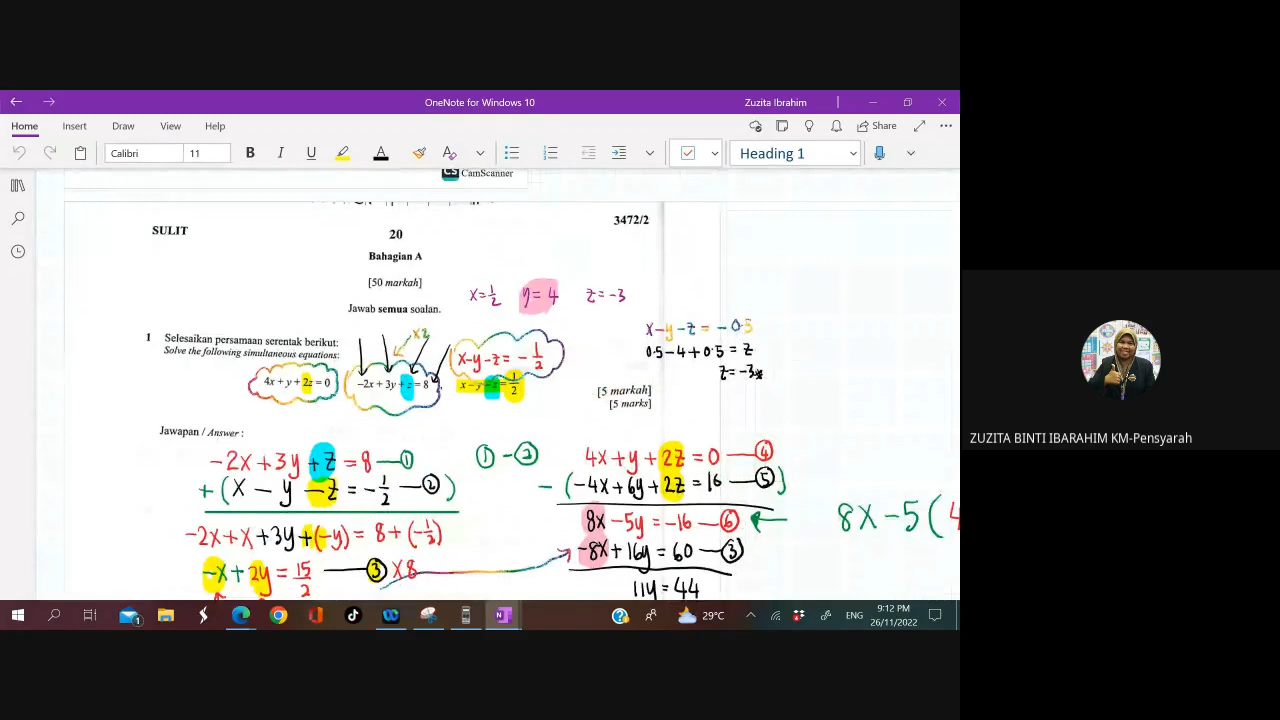 OneNote for Windows 10
Zuzita Ibrahim
Home Insert Draw View Help
Share
Calibri 11 B I U A Heading 1
CS CamScanner
SULIT 20 3472/2
Bahagian A
[50 markah]
Jawab semua soalan.
x=1/2 y=4 z=-3
1 Selesaikan persamaan serentak berikut:
Solve the following simultaneous equations:
x2
x-y-z = -1/2
4x + y + 2z = 0 -2x + 3y + z = 8, x - y - z = 1/2
[5 markah]
[5 marks]
x-y-z = -0.5
0.5-4+0.5 = z
z = -3
Jawapan / Answer :
-2x+3y+z = 8 — ①
+ (x - y - z = -1/2 — ②)
-2x+x+3y+(-y) = 8+(-1/2)
-x+2y = 15/2 — ③ x8
① - ②
4x+y+2z = 0 — ④
- (-4x+6y+2z = 16 — ⑤)
8x-5y = -16 — ⑥ ←
-8x+16y = 60 — ③
11y = 44
8x-5(4
ZUZITA BINTI IBARAHIM KM-Pensyarah
1
29°C
ENG
9:12 PM
26/11/2022